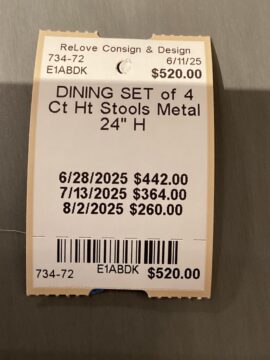 ReLove Consign & Design
734-72 6/11/25
E1ABDK $520.00
DINING SET of 4
Ct Ht Stools Metal
24" H
6/28/2025 $442.00
7/13/2025 $364.00
8/2/2025 $260.00
734-72 E1ABDK $520.00